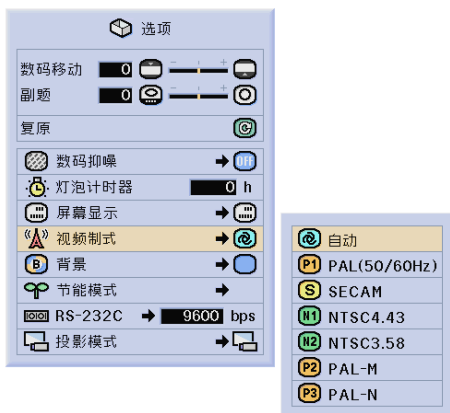 选项
数码移动 0
副题 0
复原
数码抑噪 OFF
灯泡计时器 0 h
屏幕显示
视频制式
B 背景
节能模式
RS-232C 9600 bps
投影模式
自动
P1 PAL(50/60Hz)
S SECAM
N1 NTSC4.43
N2 NTSC3.58
P2 PAL-M
P3 PAL-N